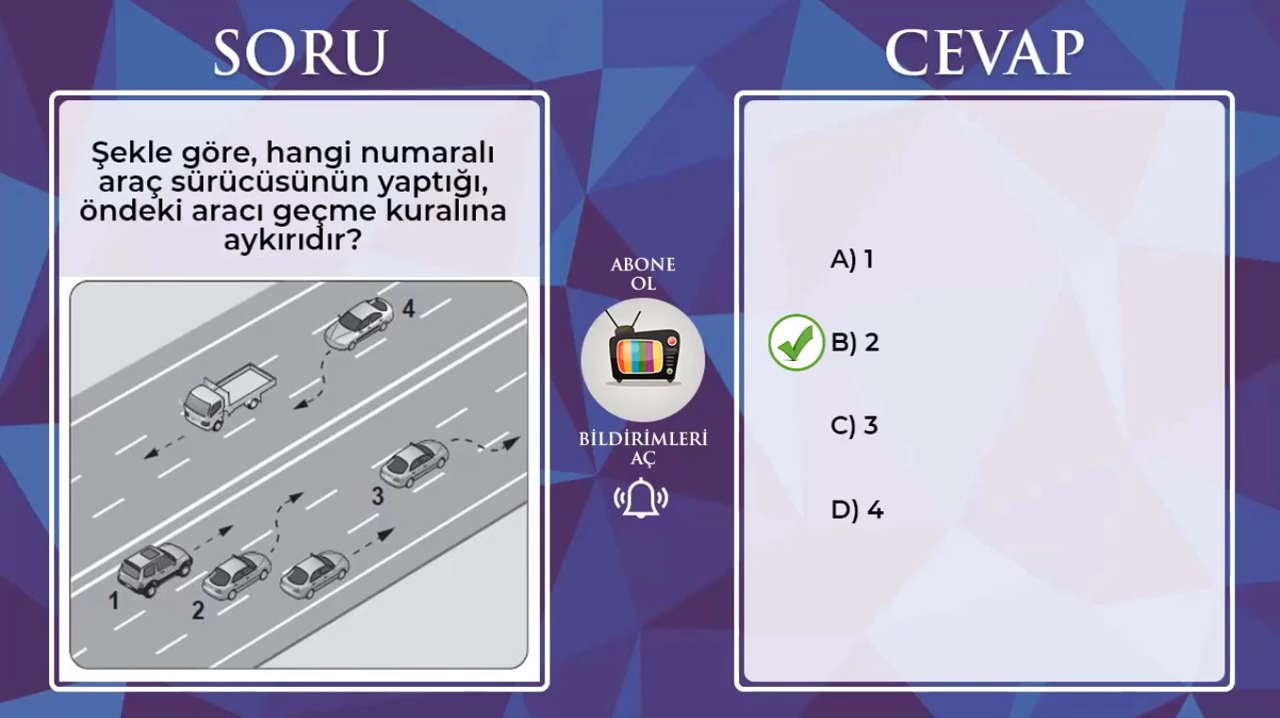 SORU
Şekle göre, hangi numaralı
araç sürücüsünün yaptığı,
öndeki aracı geçme kuralına
aykırıdır?
4
3
1
2
ABONE
OL
BİLDİRİMLERİ
AÇ
CEVAP
A) 1
B) 2
C) 3
D) 4